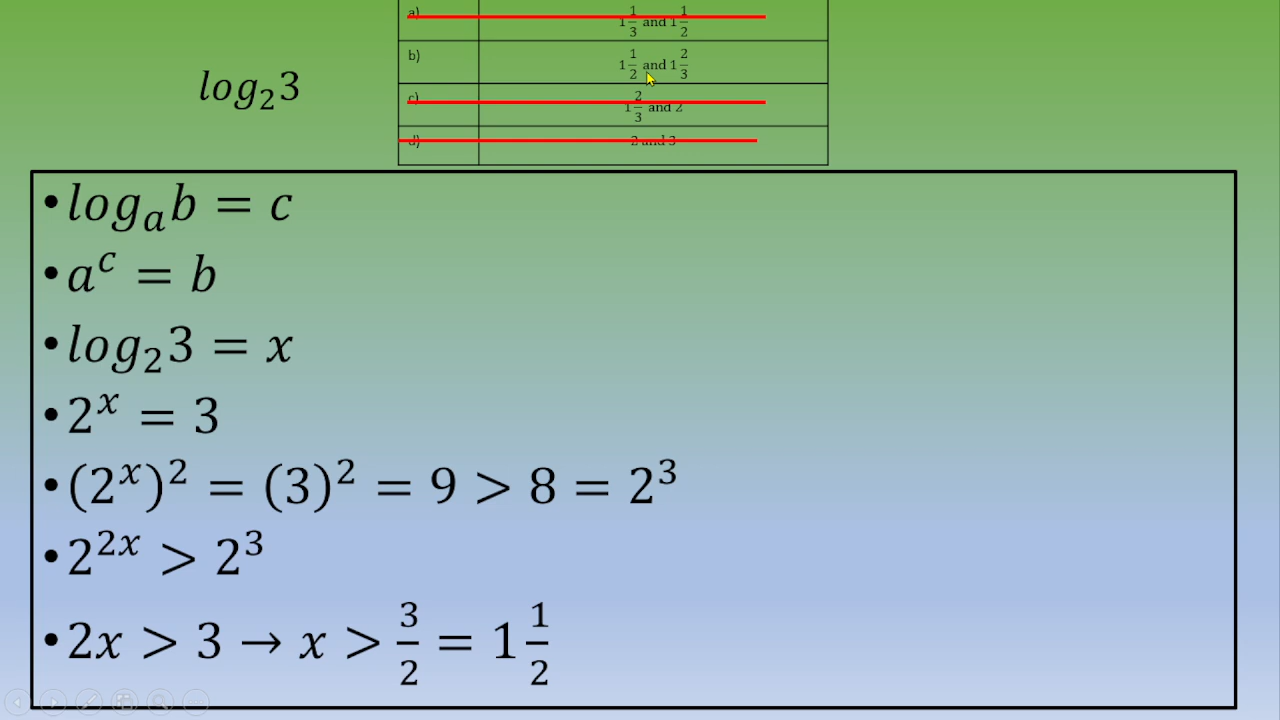 a) 1 1/3 and 1 1/2
b) 1 1/2 and 1 2/3
c) 1 2/3 and 2
d) 2 and 3
log₂3
• logₐb = c
• aᶜ = b
• log₂3 = x
• 2ˣ = 3
• (2ˣ)² = (3)² = 9 > 8 = 2³
• 2²ˣ > 2³
• 2x > 3 → x > 3/2 = 1 1/2